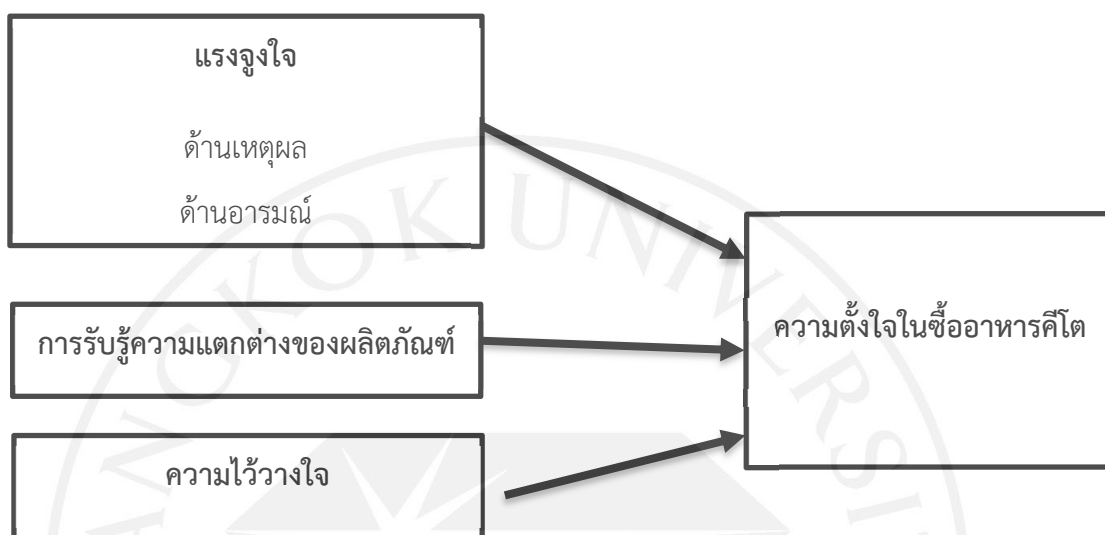 แรงจูงใจ
ด้านเหตุผล
ด้านอารมณ์
การรับรู้ความแตกต่างของผลิตภัณฑ์
ความไว้วางใจ
ความตั้งใจในซื้ออาหารคีโต